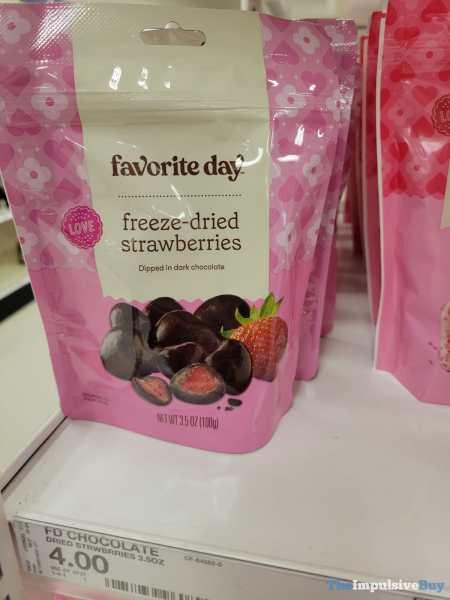 favorite day
LOVE
freeze-dried
strawberries
Dipped in dark chocolate
NET WT 3.5 OZ (100g)
FD CHOCOLATE
DRIED STRWBRRIES 3.5OZ
4.00
TheImpulsiveBuy